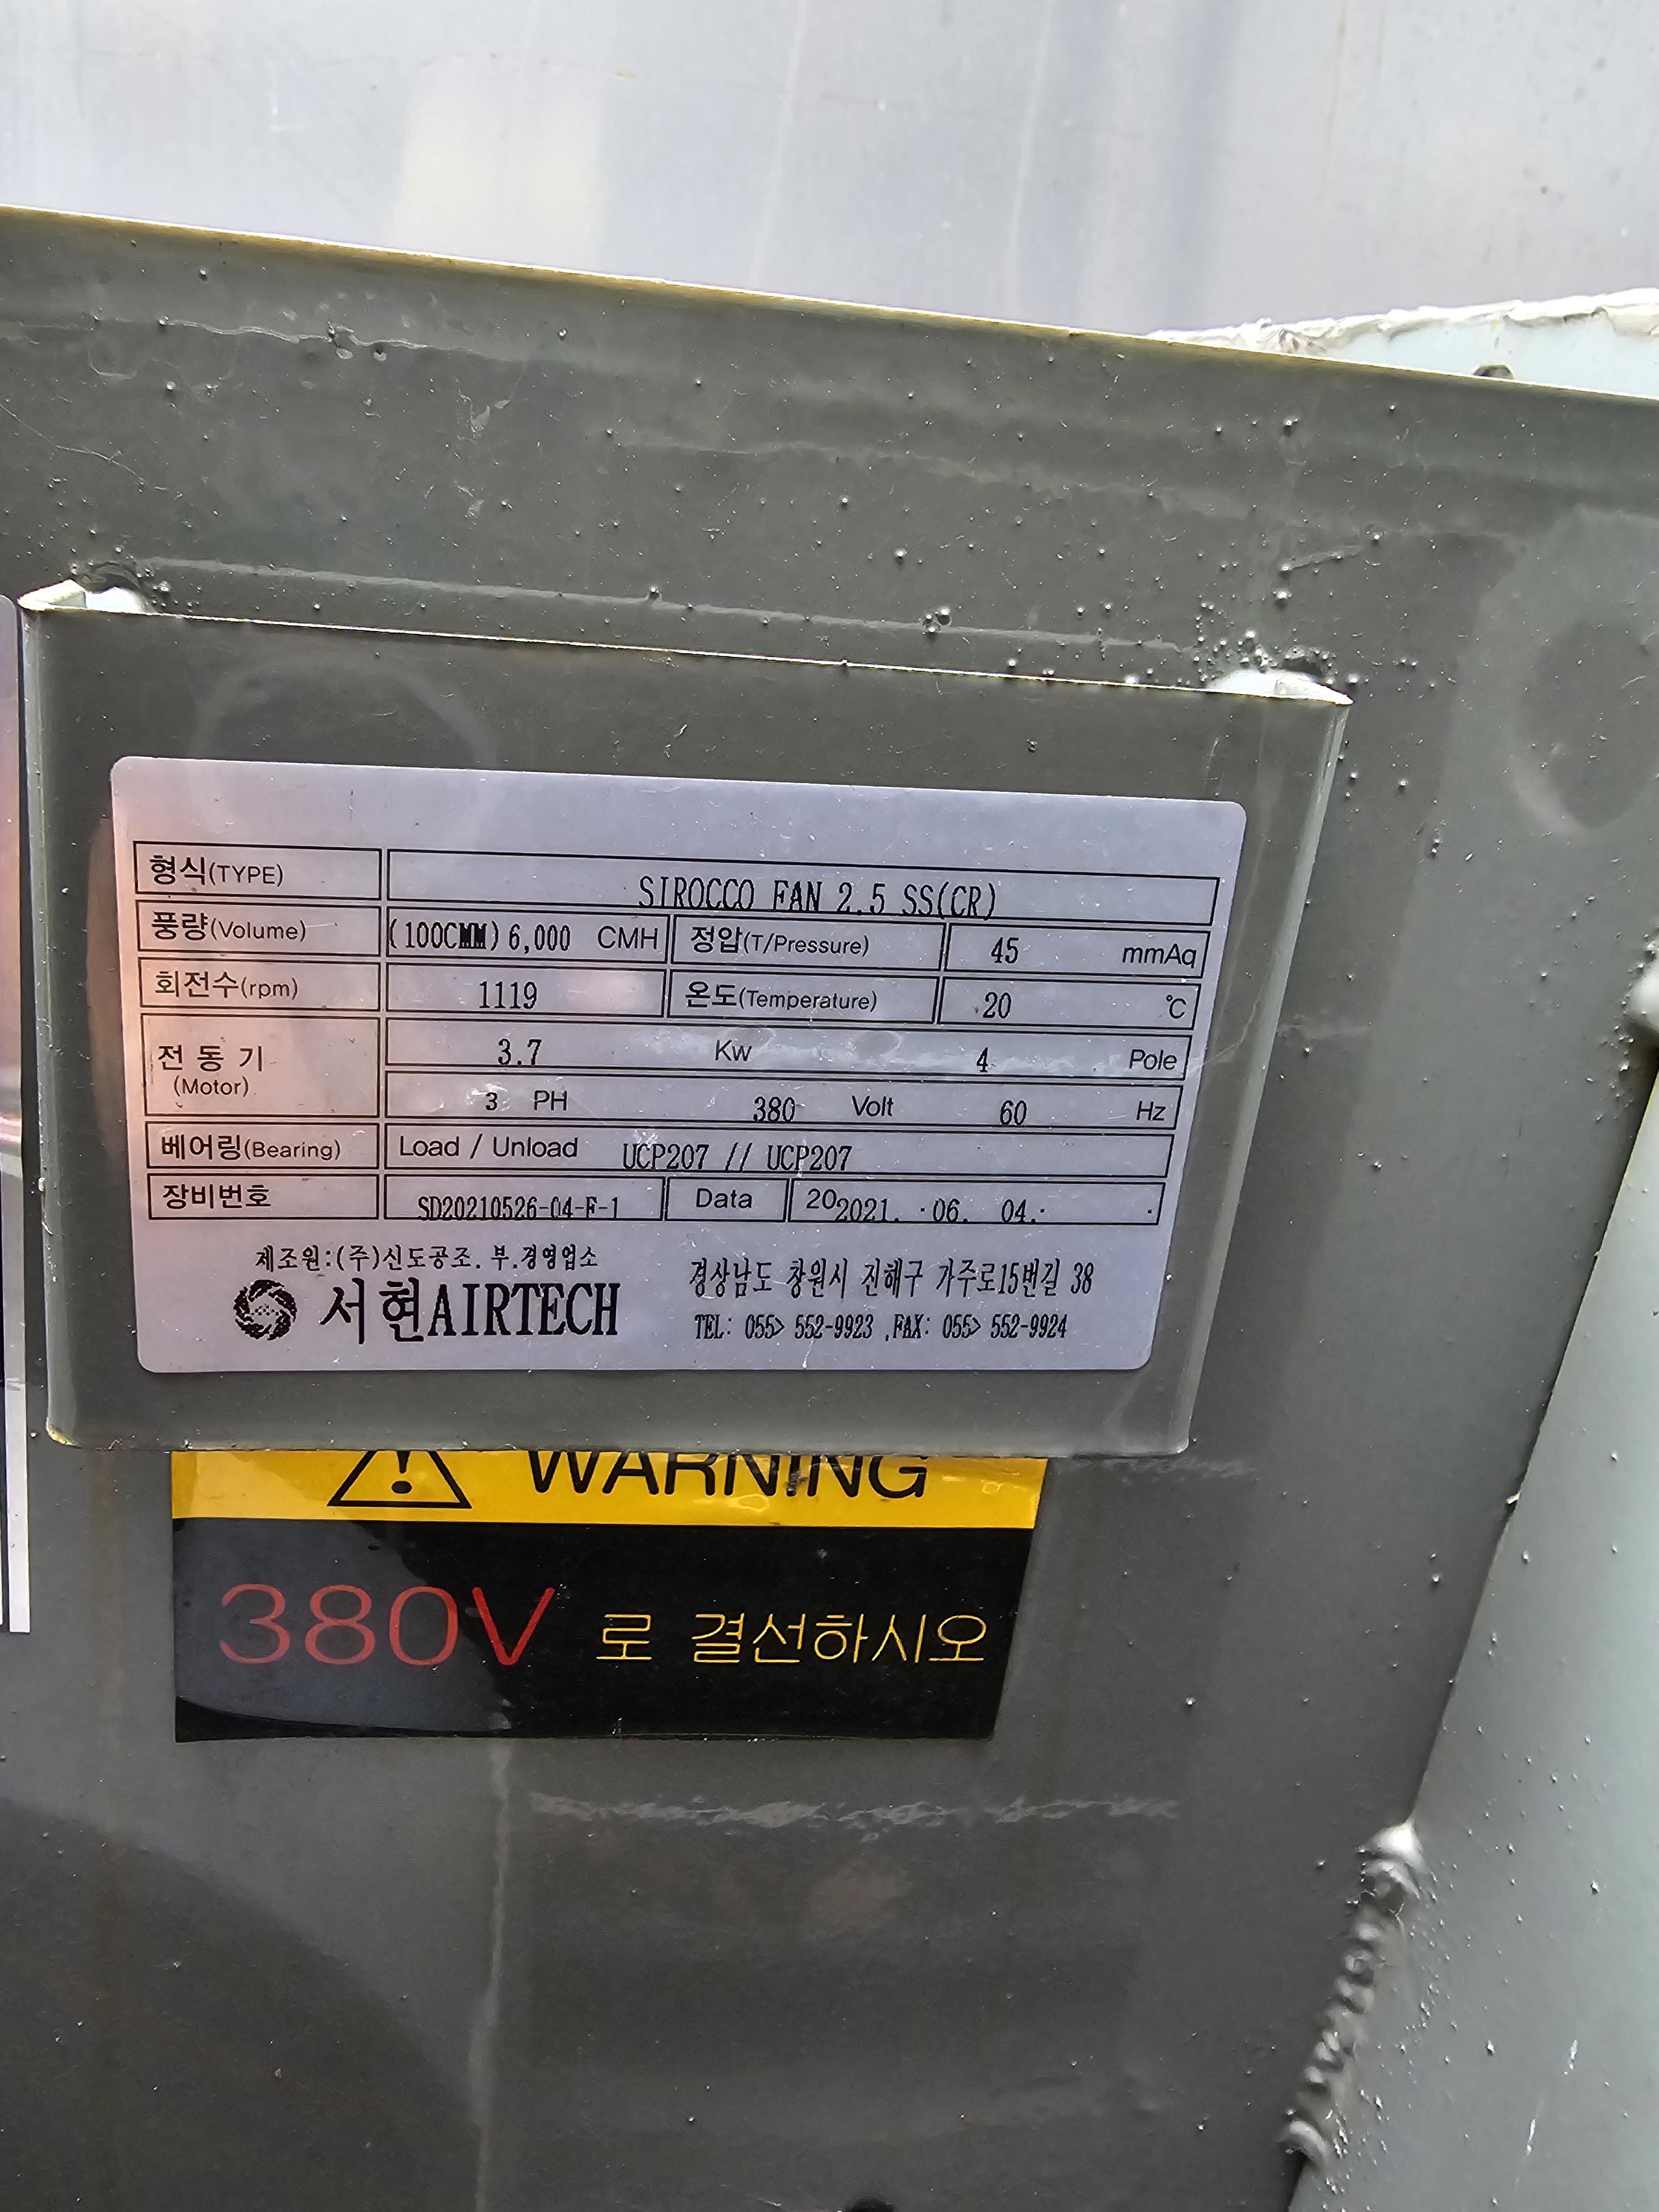 형식(TYPE) SIROCCO FAN 2.5 SS(CR)
풍량(Volume) (100CMM) 6,000 CMH 정압(T/Pressure) 45 mmAq
회전수(rpm) 1119 온도(Temperature) 20 ℃
전동기 3.7 Kw 4 Pole
(Motor) 3 PH 380 Volt 60 Hz
베어링(Bearing) Load / Unload UCP207 // UCP207
장비번호 SD20210526-04-F-1 Data 20 2021. . 06. 04. . .
제조원:(주)신도공조.부.경영업소
서현AIRTECH
경상남도 창원시 진해구 가주로15번길 38
TEL: 055> 552-9923 ,FAX: 055> 552-9924
WARNING
380V 로 결선하시오